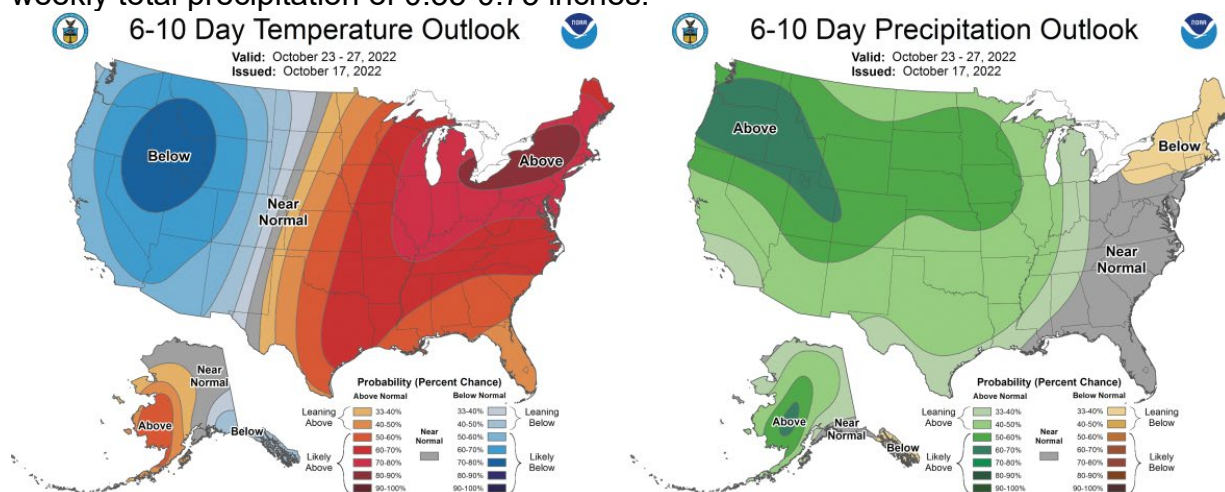 weekly total precipitation of inches.
6-10 Day Temperature Outlook
NOAA
Valid: October 23 - 27, 2022
Issued: October 17, 2022
Below
Near
Normal
Above
Near
Normal
Above
Below
Probability (Percent Chance)
Above Normal
Below Normal
Leaning
Above
33-40%
33-40%
Leaning
Below
40-50%
40-50%
50-60%
50-60%
Near
Normal
Likely
Above
60-70%
60-70%
Likely
Below
70-80%
70-80%
80-90%
80-90%
90-100%
90-100%
6-10 Day Precipitation Outlook
NOAA
Valid: October 23 - 27, 2022
Issued: October 17, 2022
Above
Below
Near
Normal
Above
Near
Normal
Below
Probability (Percent Chance)
Above Normal
Below Normal
Leaning
Above
33-40%
33-40%
Leaning
Below
40-50%
40-50%
50-60%
50-60%
Near
Normal
Likely
Above
60-70%
60-70%
Likely
Below
70-80%
70-80%
80-90%
80-90%
90-100%
90-100%